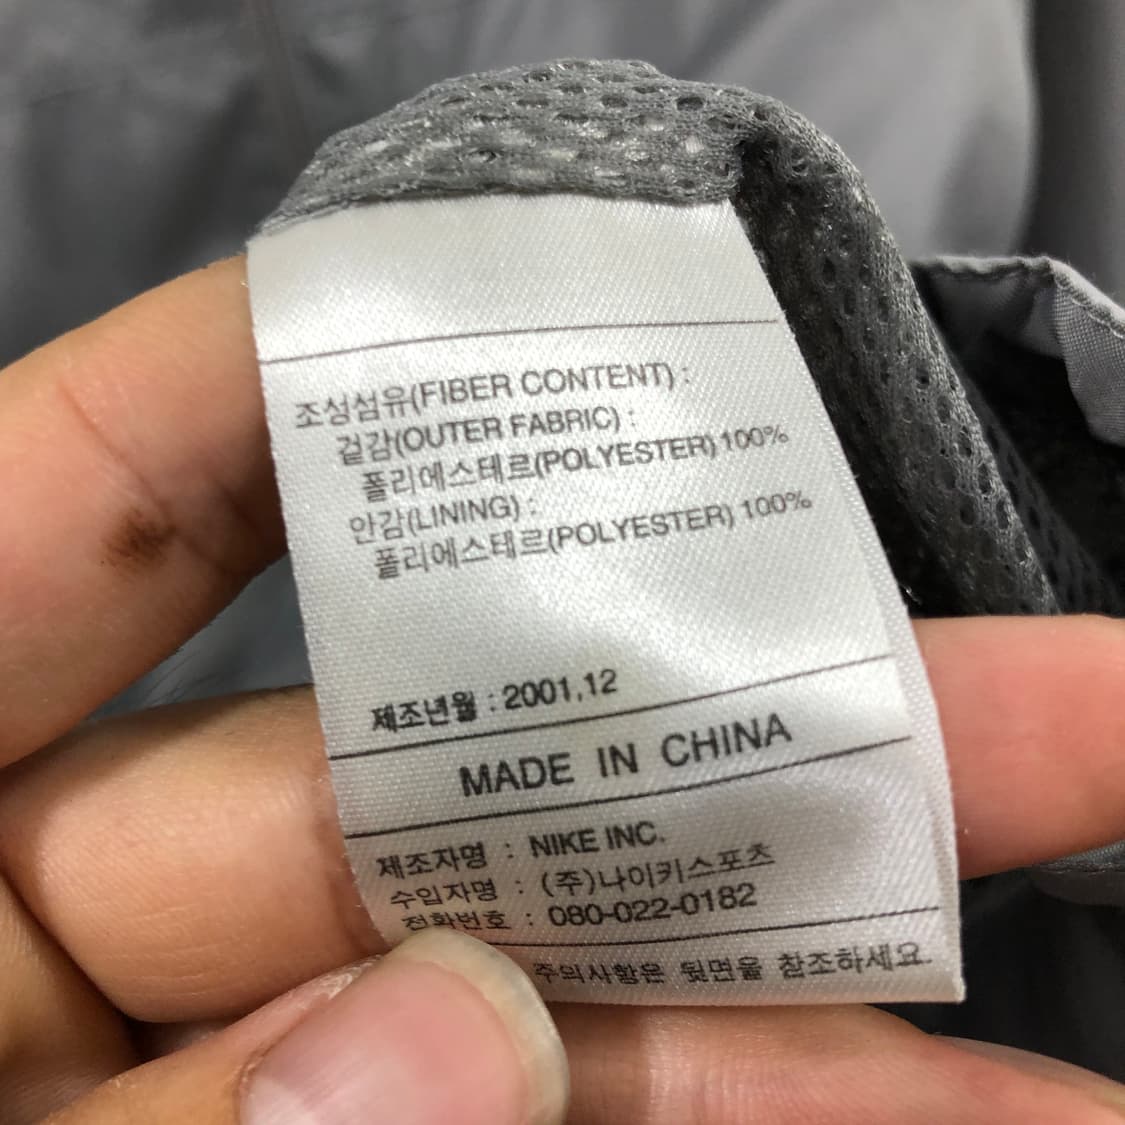 조성섬유(FIBER CONTENT) :
겉감(OUTER FABRIC) :
폴리에스테르(POLYESTER) 100%
안감(LINING) :
폴리에스테르(POLYESTER) 100%
제조년월 : 2001.12
MADE IN CHINA
제조자명 : NIKE INC.
수입자명 : (주)나이키스포츠
전화번호 : 080-022-0182
주의사항은 뒷면을 참조하세요.